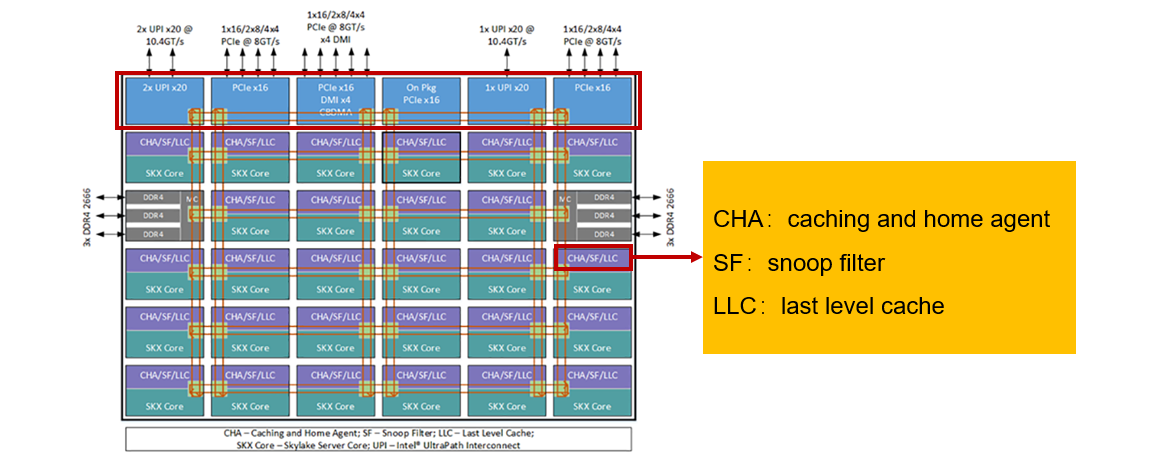 2x UPI x20 @
10.4GT/s
1x16/2x8/4x4
PCIe @ 8GT/s
1x16/2x8/4x4
PCIe @ 8GT/s
x4 DMI
1x UPI x20 @
10.4GT/s
1x16/2x8/4x4
PCIe @ 8GT/s
2x UPI x20
PCIe x16
PCIe x16
DMI x4
CBDMA
On Pkg
PCIe x16
1x UPI x20
PCIe x16
CHA/SF/LLC CHA/SF/LLC CHA/SF/LLC CHA/SF/LLC CHA/SF/LLC CHA/SF/LLC
SKX Core SKX Core SKX Core SKX Core SKX Core SKX Core
3x DDR4 2666
DDR4
DDR4
DDR4
MC
CHA/SF/LLC CHA/SF/LLC CHA/SF/LLC CHA/SF/LLC
SKX Core SKX Core SKX Core SKX Core
MC
DDR4
DDR4
DDR4
3x DDR4 2666
CHA/SF/LLC CHA/SF/LLC CHA/SF/LLC CHA/SF/LLC CHA/SF/LLC CHA/SF/LLC
SKX Core SKX Core SKX Core SKX Core SKX Core SKX Core
CHA/SF/LLC CHA/SF/LLC CHA/SF/LLC CHA/SF/LLC CHA/SF/LLC CHA/SF/LLC
SKX Core SKX Core SKX Core SKX Core SKX Core SKX Core
CHA/SF/LLC CHA/SF/LLC CHA/SF/LLC CHA/SF/LLC CHA/SF/LLC CHA/SF/LLC
SKX Core SKX Core SKX Core SKX Core SKX Core SKX Core
CHA – Caching and Home Agent; SF – Snoop Filter; LLC – Last Level Cache;
SKX Core – Skylake Server Core; UPI – Intel® UltraPath Interconnect
CHA： caching and home agent
SF： snoop filter
LLC： last level cache